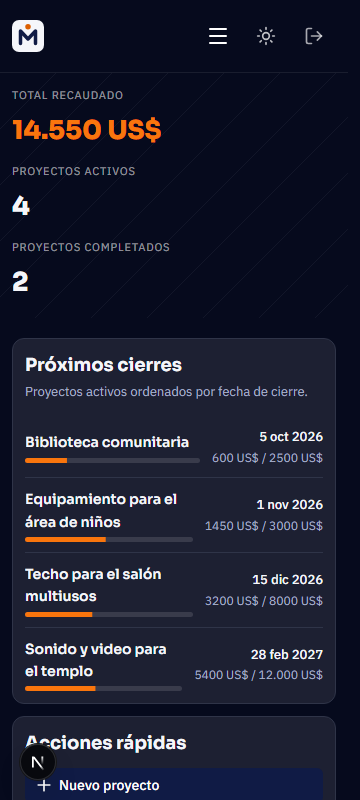 M
TOTAL RECAUDADO
14.550 US$
PROYECTOS ACTIVOS
4
PROYECTOS COMPLETADOS
2
Próximos cierres
Proyectos activos ordenados por fecha de cierre.
Biblioteca comunitaria
5 oct 2026
600 US$ / 2500 US$
Equipamiento para el
área de niños
1 nov 2026
1450 US$ / 3000 US$
Techo para el salón
multiusos
15 dic 2026
3200 US$ / 8000 US$
Sonido y video para
el templo
28 feb 2027
5400 US$ / 12.000 US$
Acciones rápidas
N
Nuevo proyecto